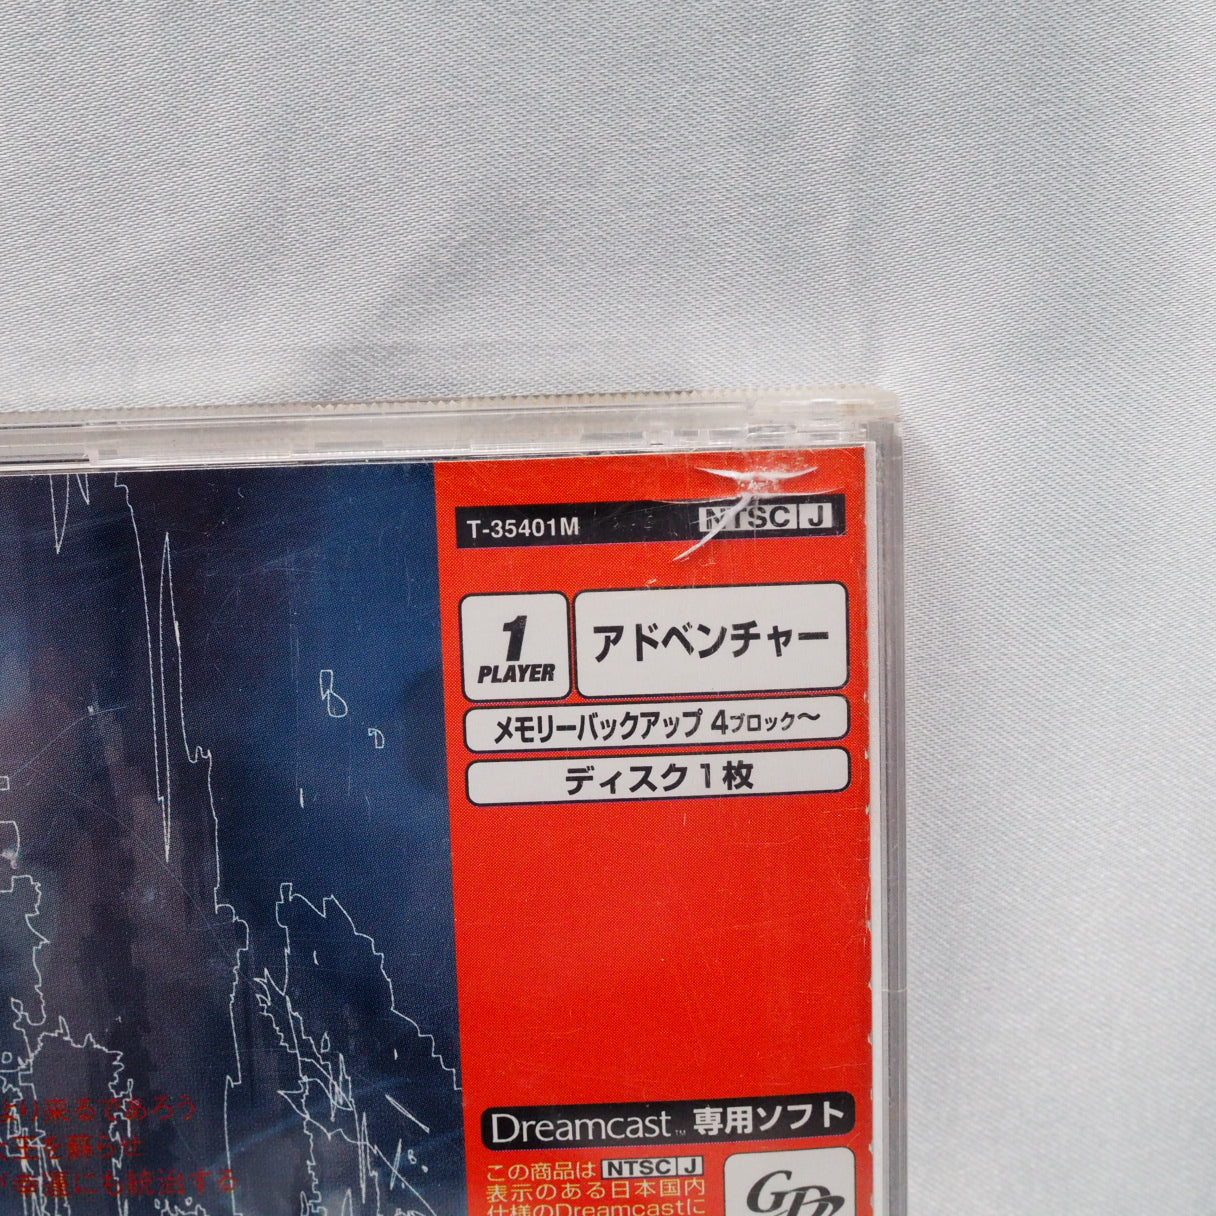 T-35401M NTSC J
1 PLAYER
アドベンチャー
メモリーバックアップ 4ブロック〜
ディスク1枚
より来るであろう
大王を蘇らせ
幸運にも統治する
Dreamcast™ 専用ソフト
この商品は NTSC J
表示のある日本国内
仕様のDreamcastに
GD